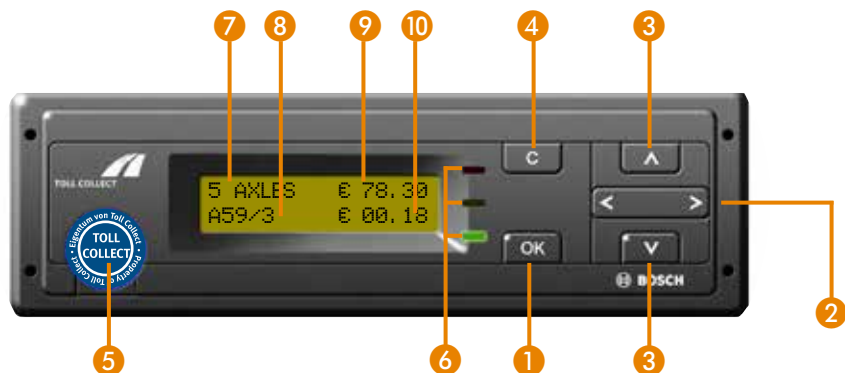 7 8 9 10 4 3
C ∧
TOLL COLLECT
5 AXLES € 78.30
A59/3 € 00.18
< >
Eigentum von Toll Collect • Property of Toll Collect •
TOLL
COLLECT
OK ∨
BOSCH
2
5 6 1 3